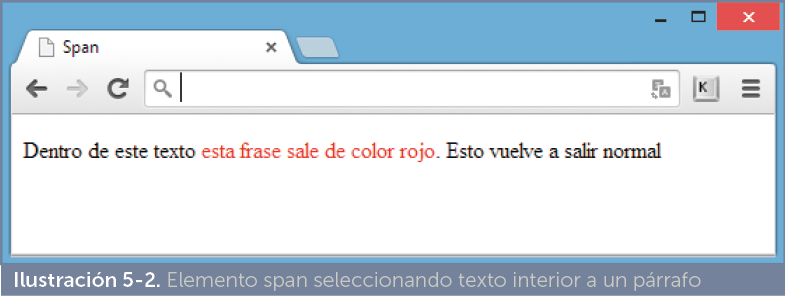 Span
K
Dentro de este texto esta frase sale de color rojo. Esto vuelve a salir normal
Ilustración 5-2. Elemento span seleccionando texto interior a un párrafo